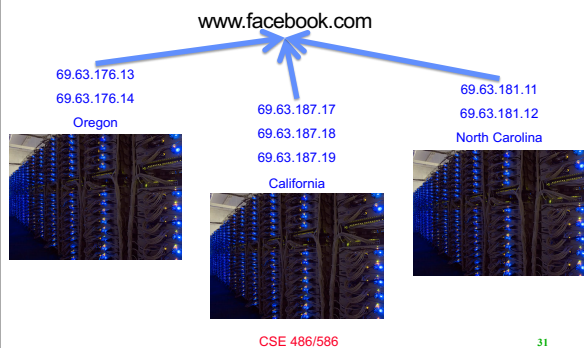 www.facebook.com
69.63.176.13
69.63.176.14
Oregon
69.63.187.17
69.63.187.18
69.63.187.19
California
69.63.181.11
69.63.181.12
North Carolina
CSE 486/586
31